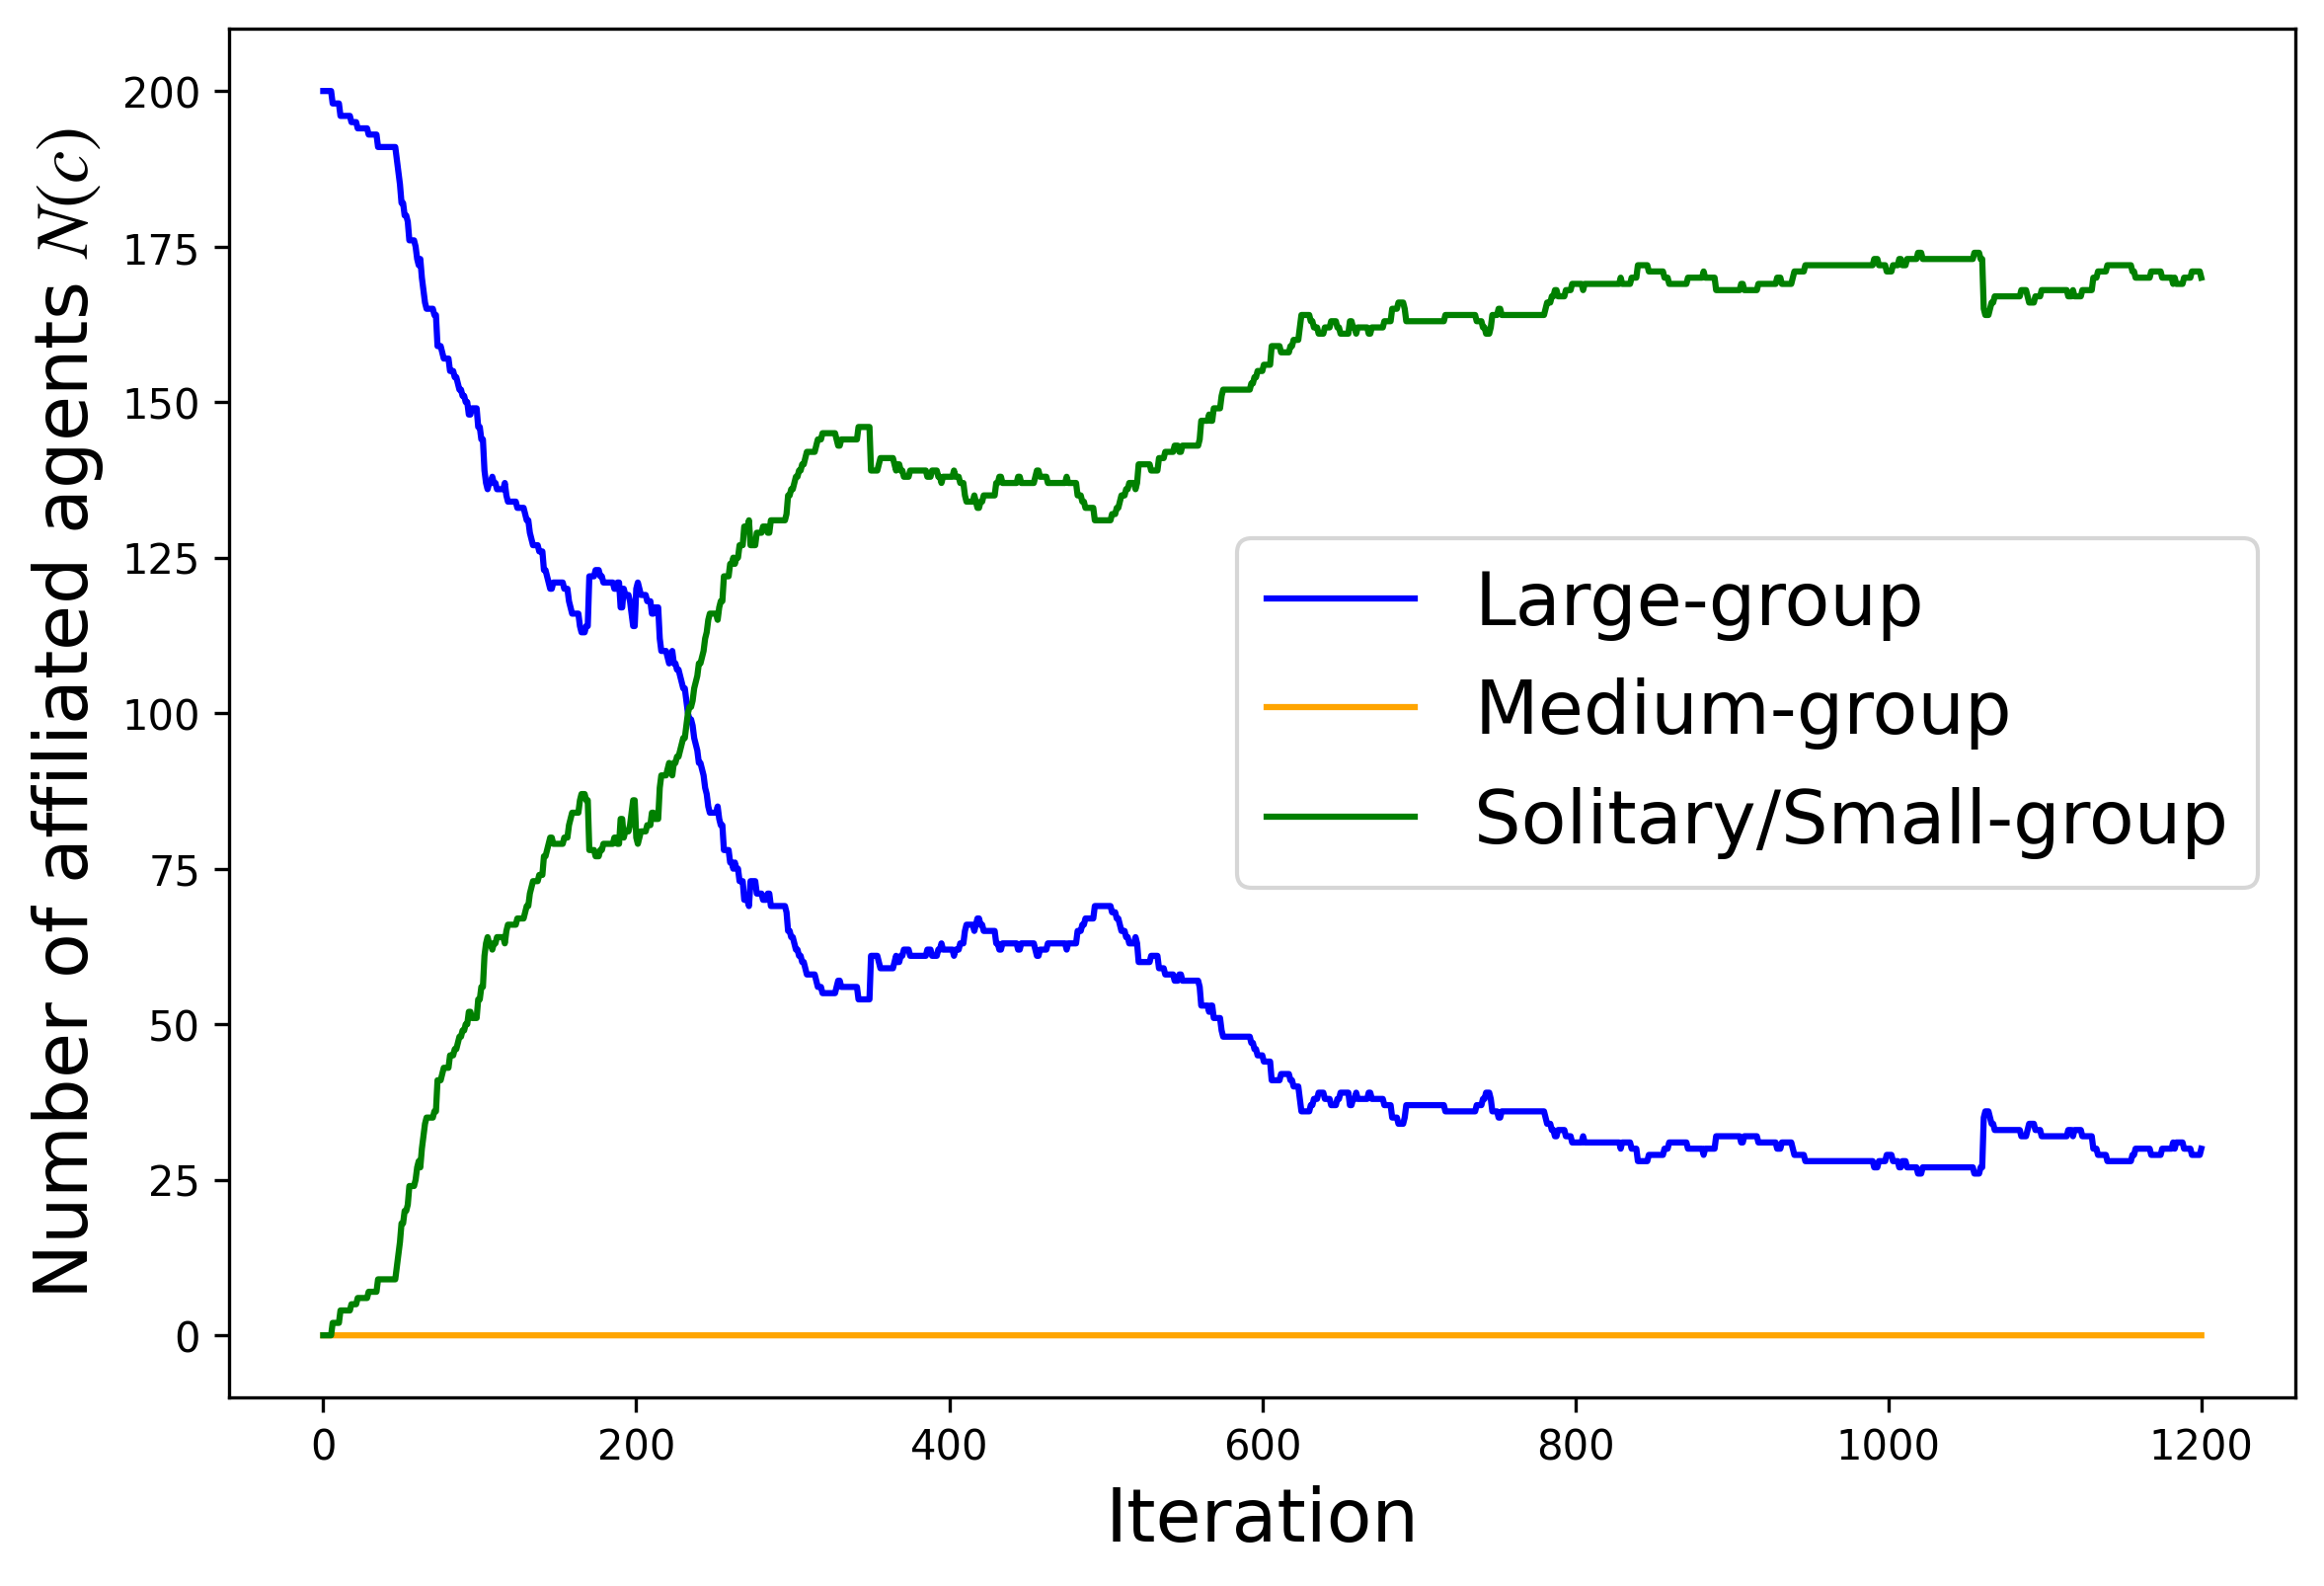 Number of affiliated agents N(c)
200
175
150
125
100
75
50
25
0
Large-group
Medium-group
Solitary/Small-group
0 200 400 600 800 1000 1200
Iteration